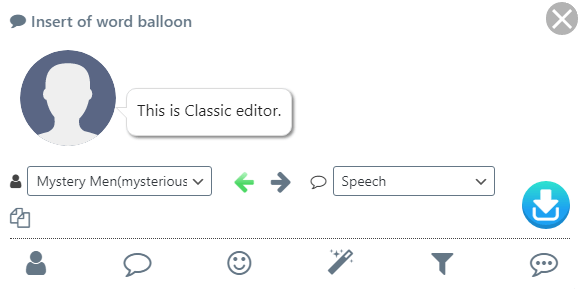 Insert of word balloon
This is Classic editor.
Mystery Men(mysterious
Speech